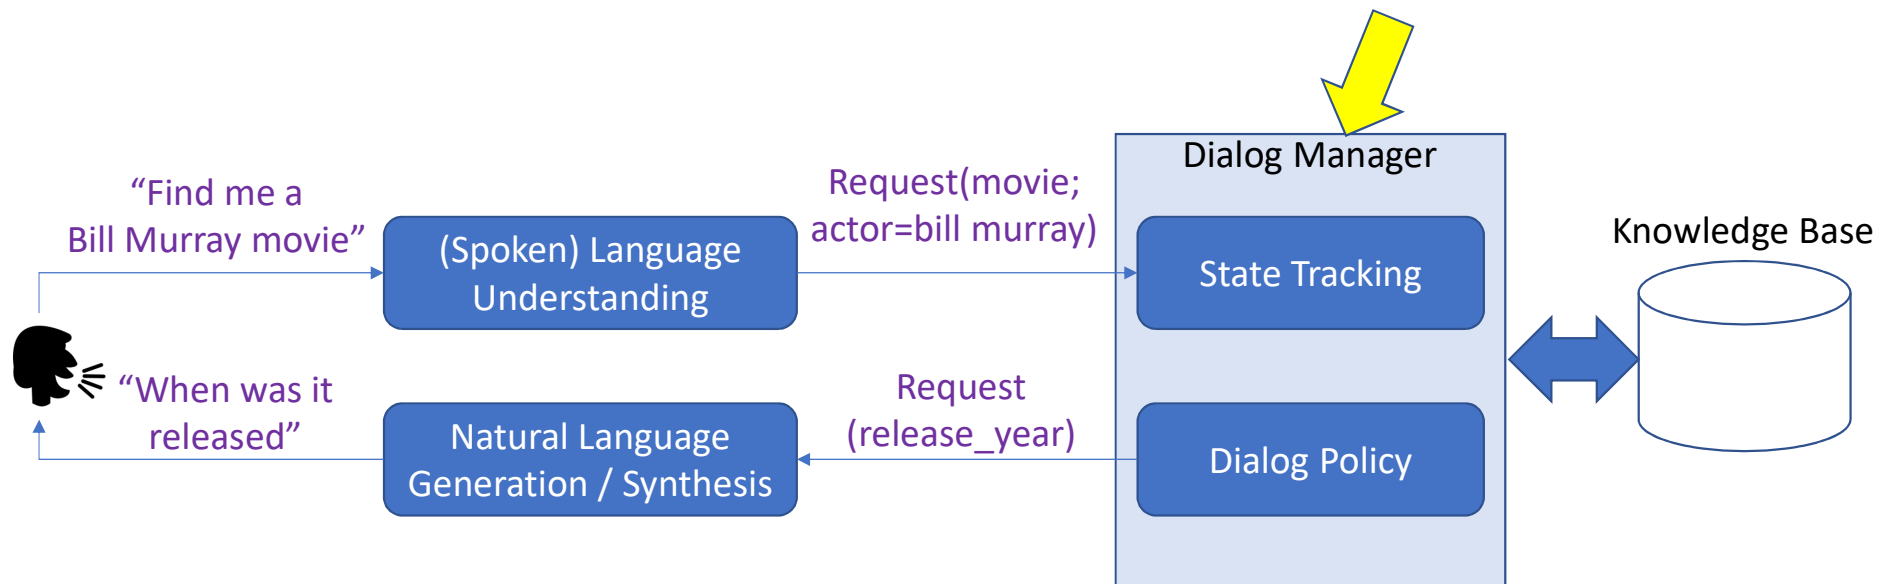 “Find me a
Bill Murray movie”
(Spoken) Language
Understanding
Request(movie;
actor=bill murray)
Dialog Manager
State Tracking
Knowledge Base
“When was it
released”
Natural Language
Generation / Synthesis
Request
(release_year)
Dialog Policy